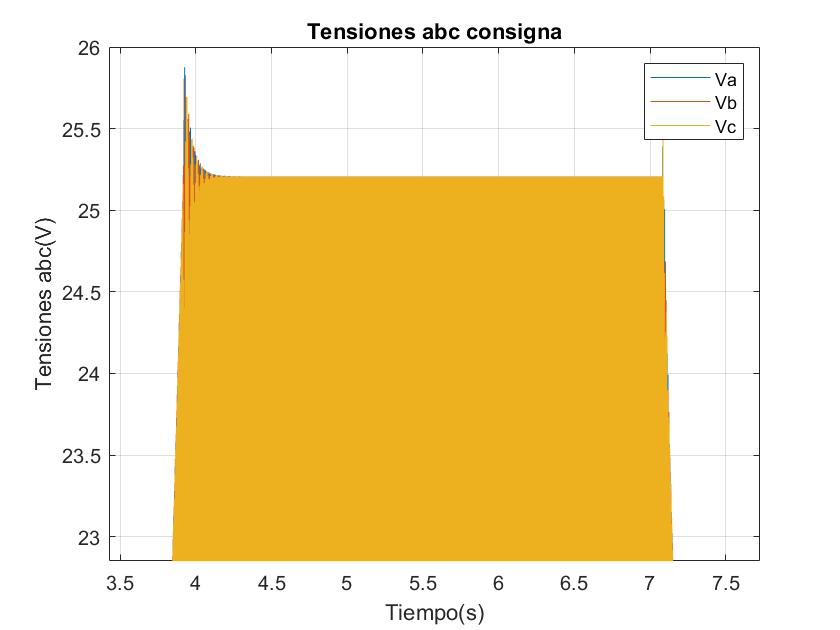 Tensiones abc consigna
Tensiones abc(V)
26
25.5
25
24.5
24
23.5
23
Va
Vb
Vc
3.5 4 4.5 5 5.5 6 6.5 7 7.5
Tiempo(s)